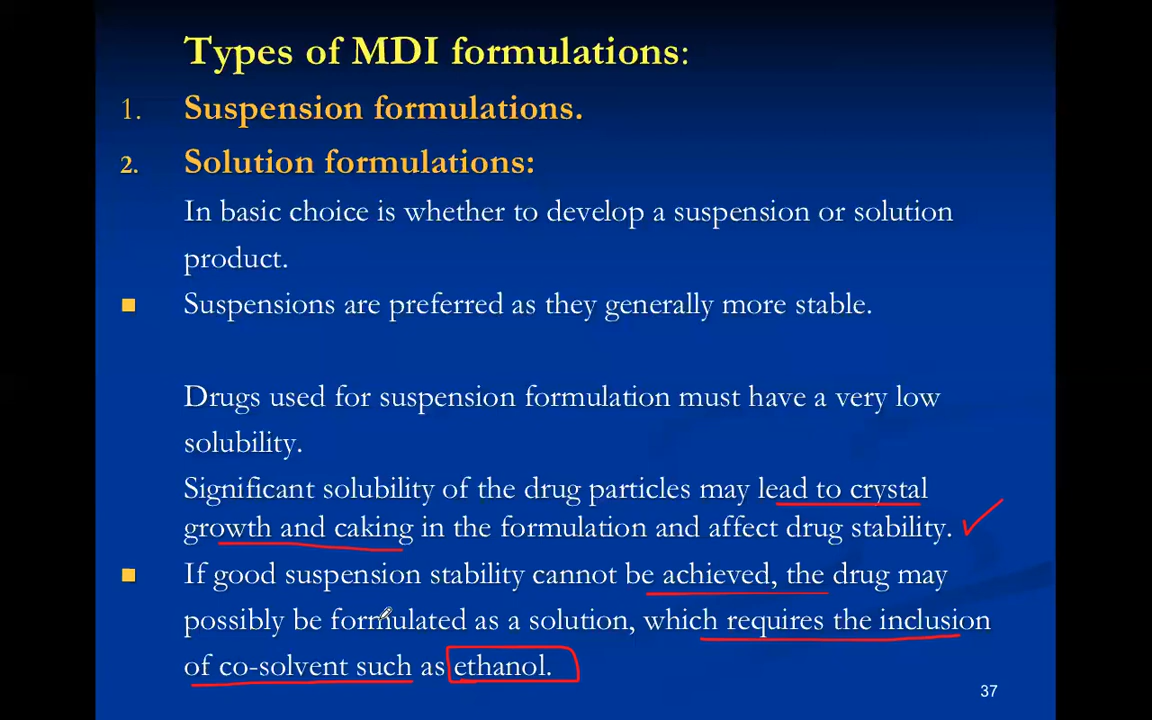 Types of MDI formulations:
1. Suspension formulations.
2. Solution formulations:
In basic choice is whether to develop a suspension or solution
product.
Suspensions are preferred as they generally more stable.
Drugs used for suspension formulation must have a very low
solubility.
Significant solubility of the drug particles may lead to crystal
growth and caking in the formulation and affect drug stability.
If good suspension stability cannot be achieved, the drug may
possibly be formulated as a solution, which requires the inclusion
of co-solvent such as ethanol.
37